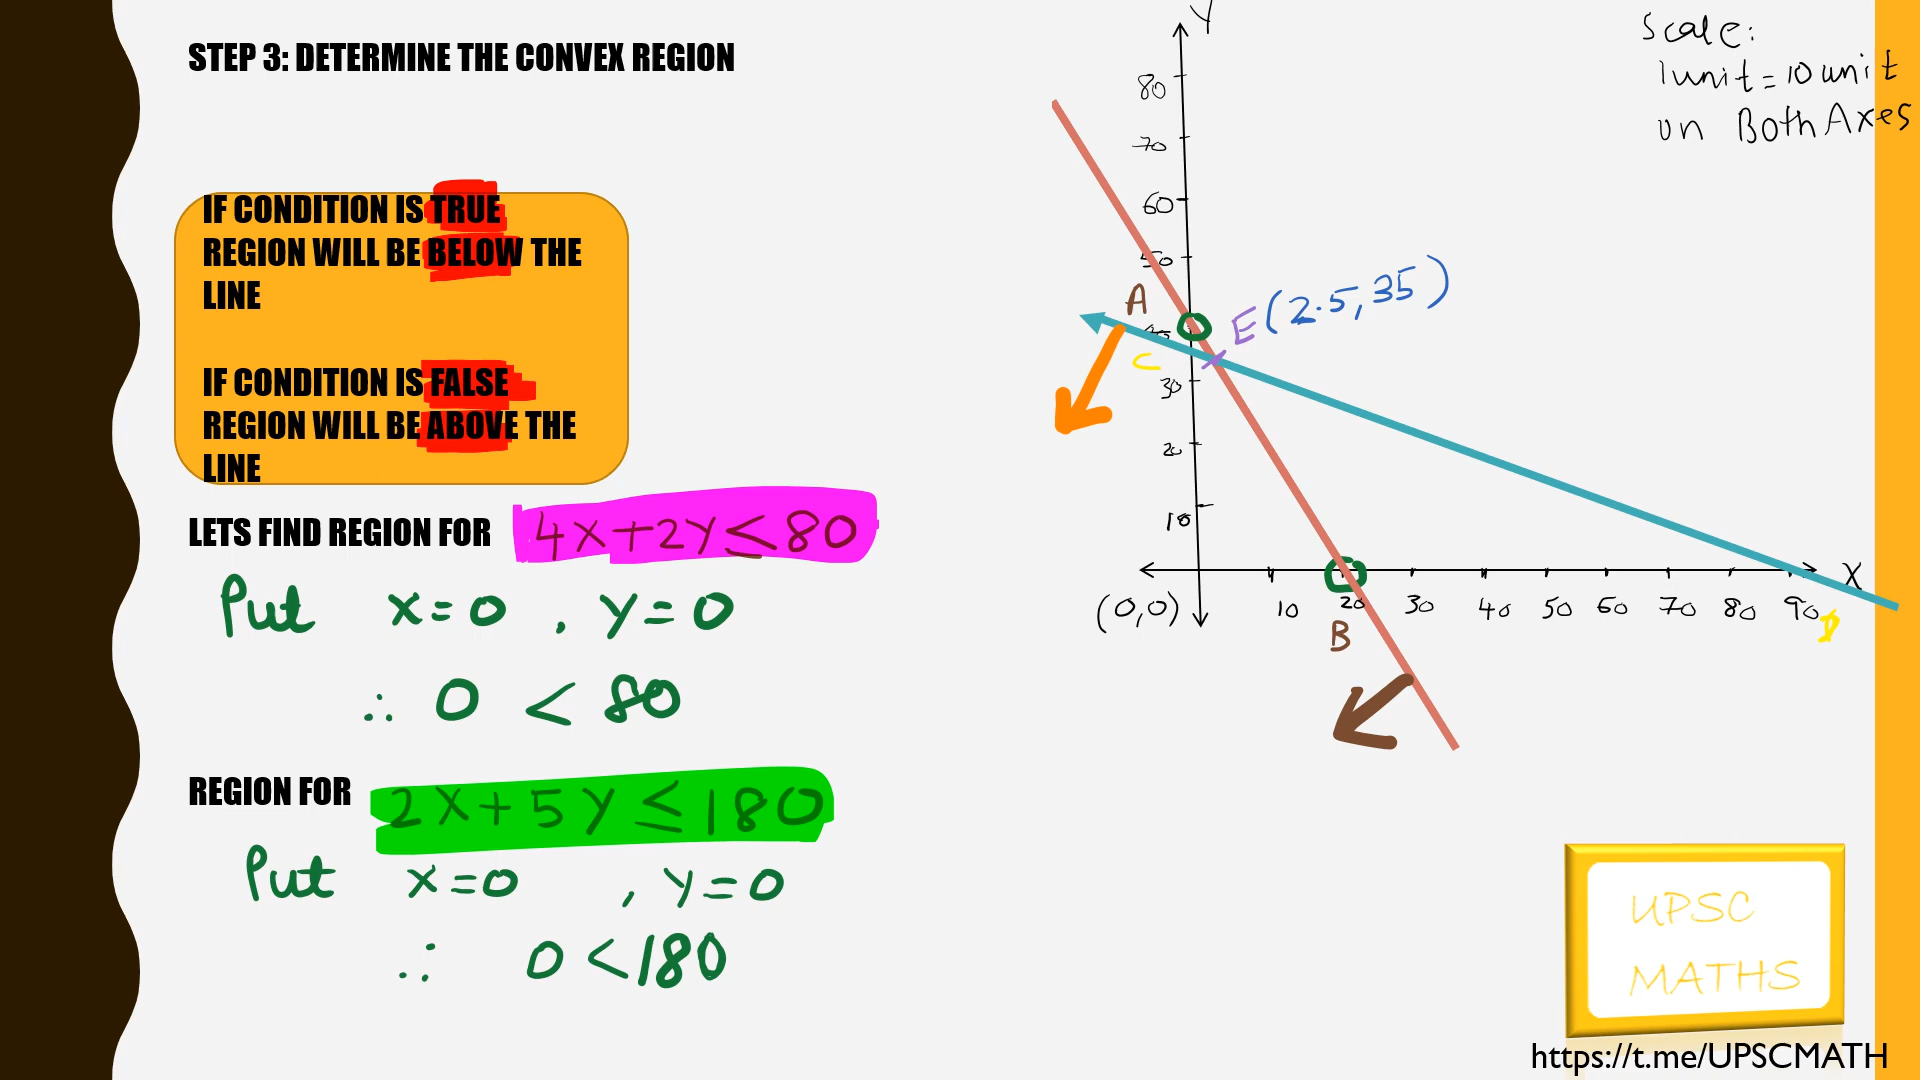 STEP 3: DETERMINE THE CONVEX REGION
IF CONDITION IS TRUE
REGION WILL BE BELOW THE
LINE
IF CONDITION IS FALSE
REGION WILL BE ABOVE THE
LINE
LETS FIND REGION FOR 4x+2y≤80
Put x=0, y=0
∴ 0 < 80
REGION FOR 2x+5y≤180
Put x=0, y=0
∴ 0 <180
Scale:
1unit=10unit
on Both Axes
Y
80
70
60
50
A
40
E(2.5,35)
C
30
20
10
X
(0,0)
10 20 30 40 50 60 70 80 90
D
B
UPSC
MATHS
https://t.me/UPSCMATH